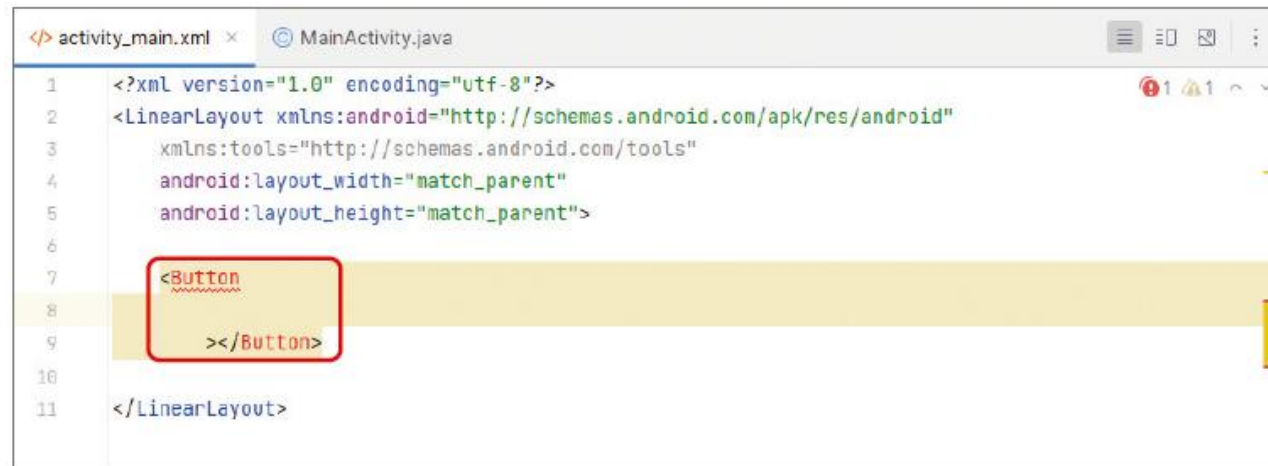 </> activity_main.xml × © MainActivity.java
1 <?xml version="1.0" encoding="utf-8"?> 1 1
2 <LinearLayout xmlns:android="http://schemas.android.com/apk/res/android"
3 xmlns:tools="http://schemas.android.com/tools"
4 android:layout_width="match_parent"
5 android:layout_height="match_parent">
6
7 <Button
8
9 ></Button>
10
11 </LinearLayout>